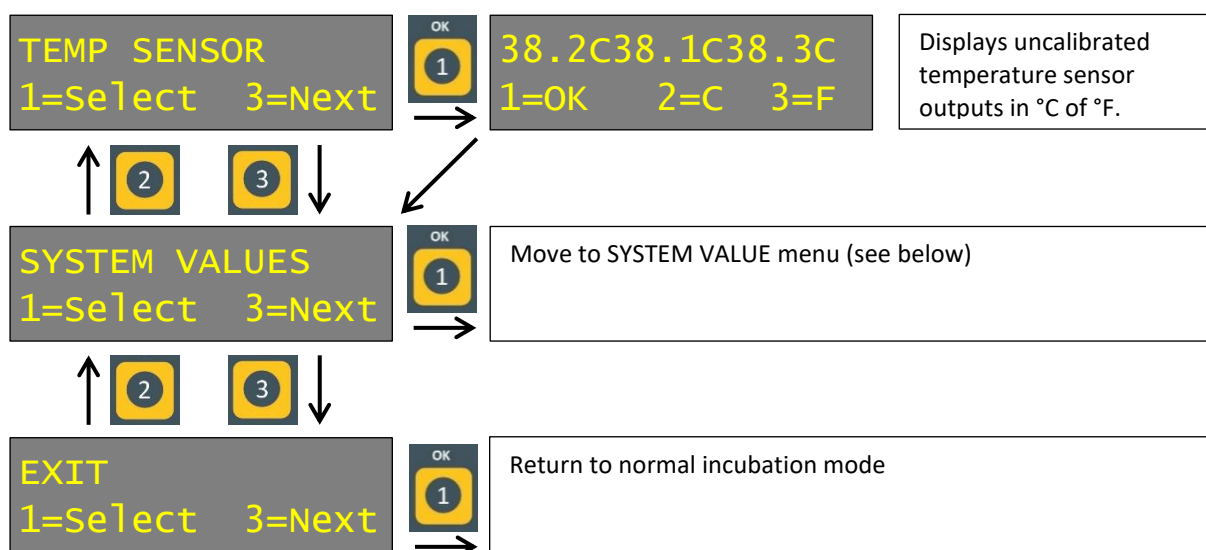 TEMP SENSOR
1=Select 3=Next
OK
1
38.2C38.1C38.3C
1=OK 2=C 3=F
Displays uncalibrated
temperature sensor
outputs in °C of °F.
2
3
SYSTEM VALUES
1=Select 3=Next
OK
1
Move to SYSTEM VALUE menu (see below)
2
3
EXIT
1=Select 3=Next
OK
1
Return to normal incubation mode